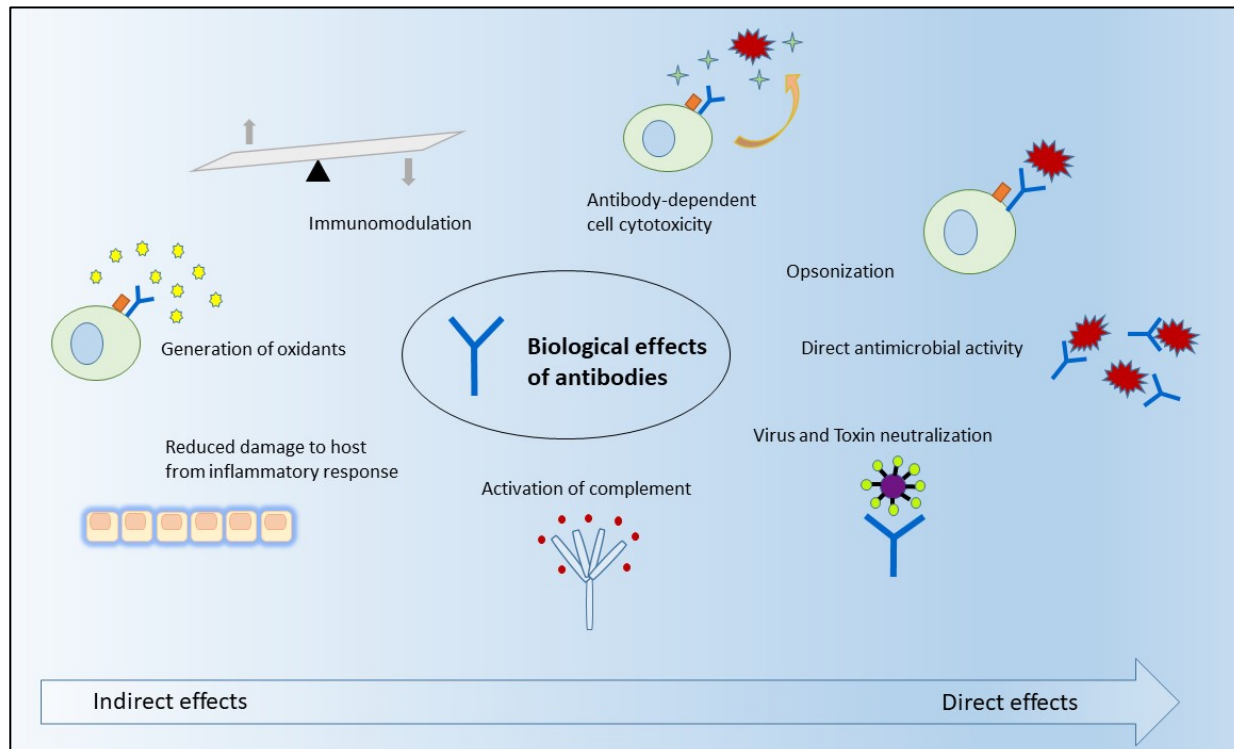 Antibody-dependent
cell cytotoxicity
Immunomodulation
Opsonization
Generation of oxidants
Biological effects
of antibodies
Direct antimicrobial activity
Virus and Toxin neutralization
Reduced damage to host
from inflammatory response
Activation of complement
Indirect effects
Direct effects